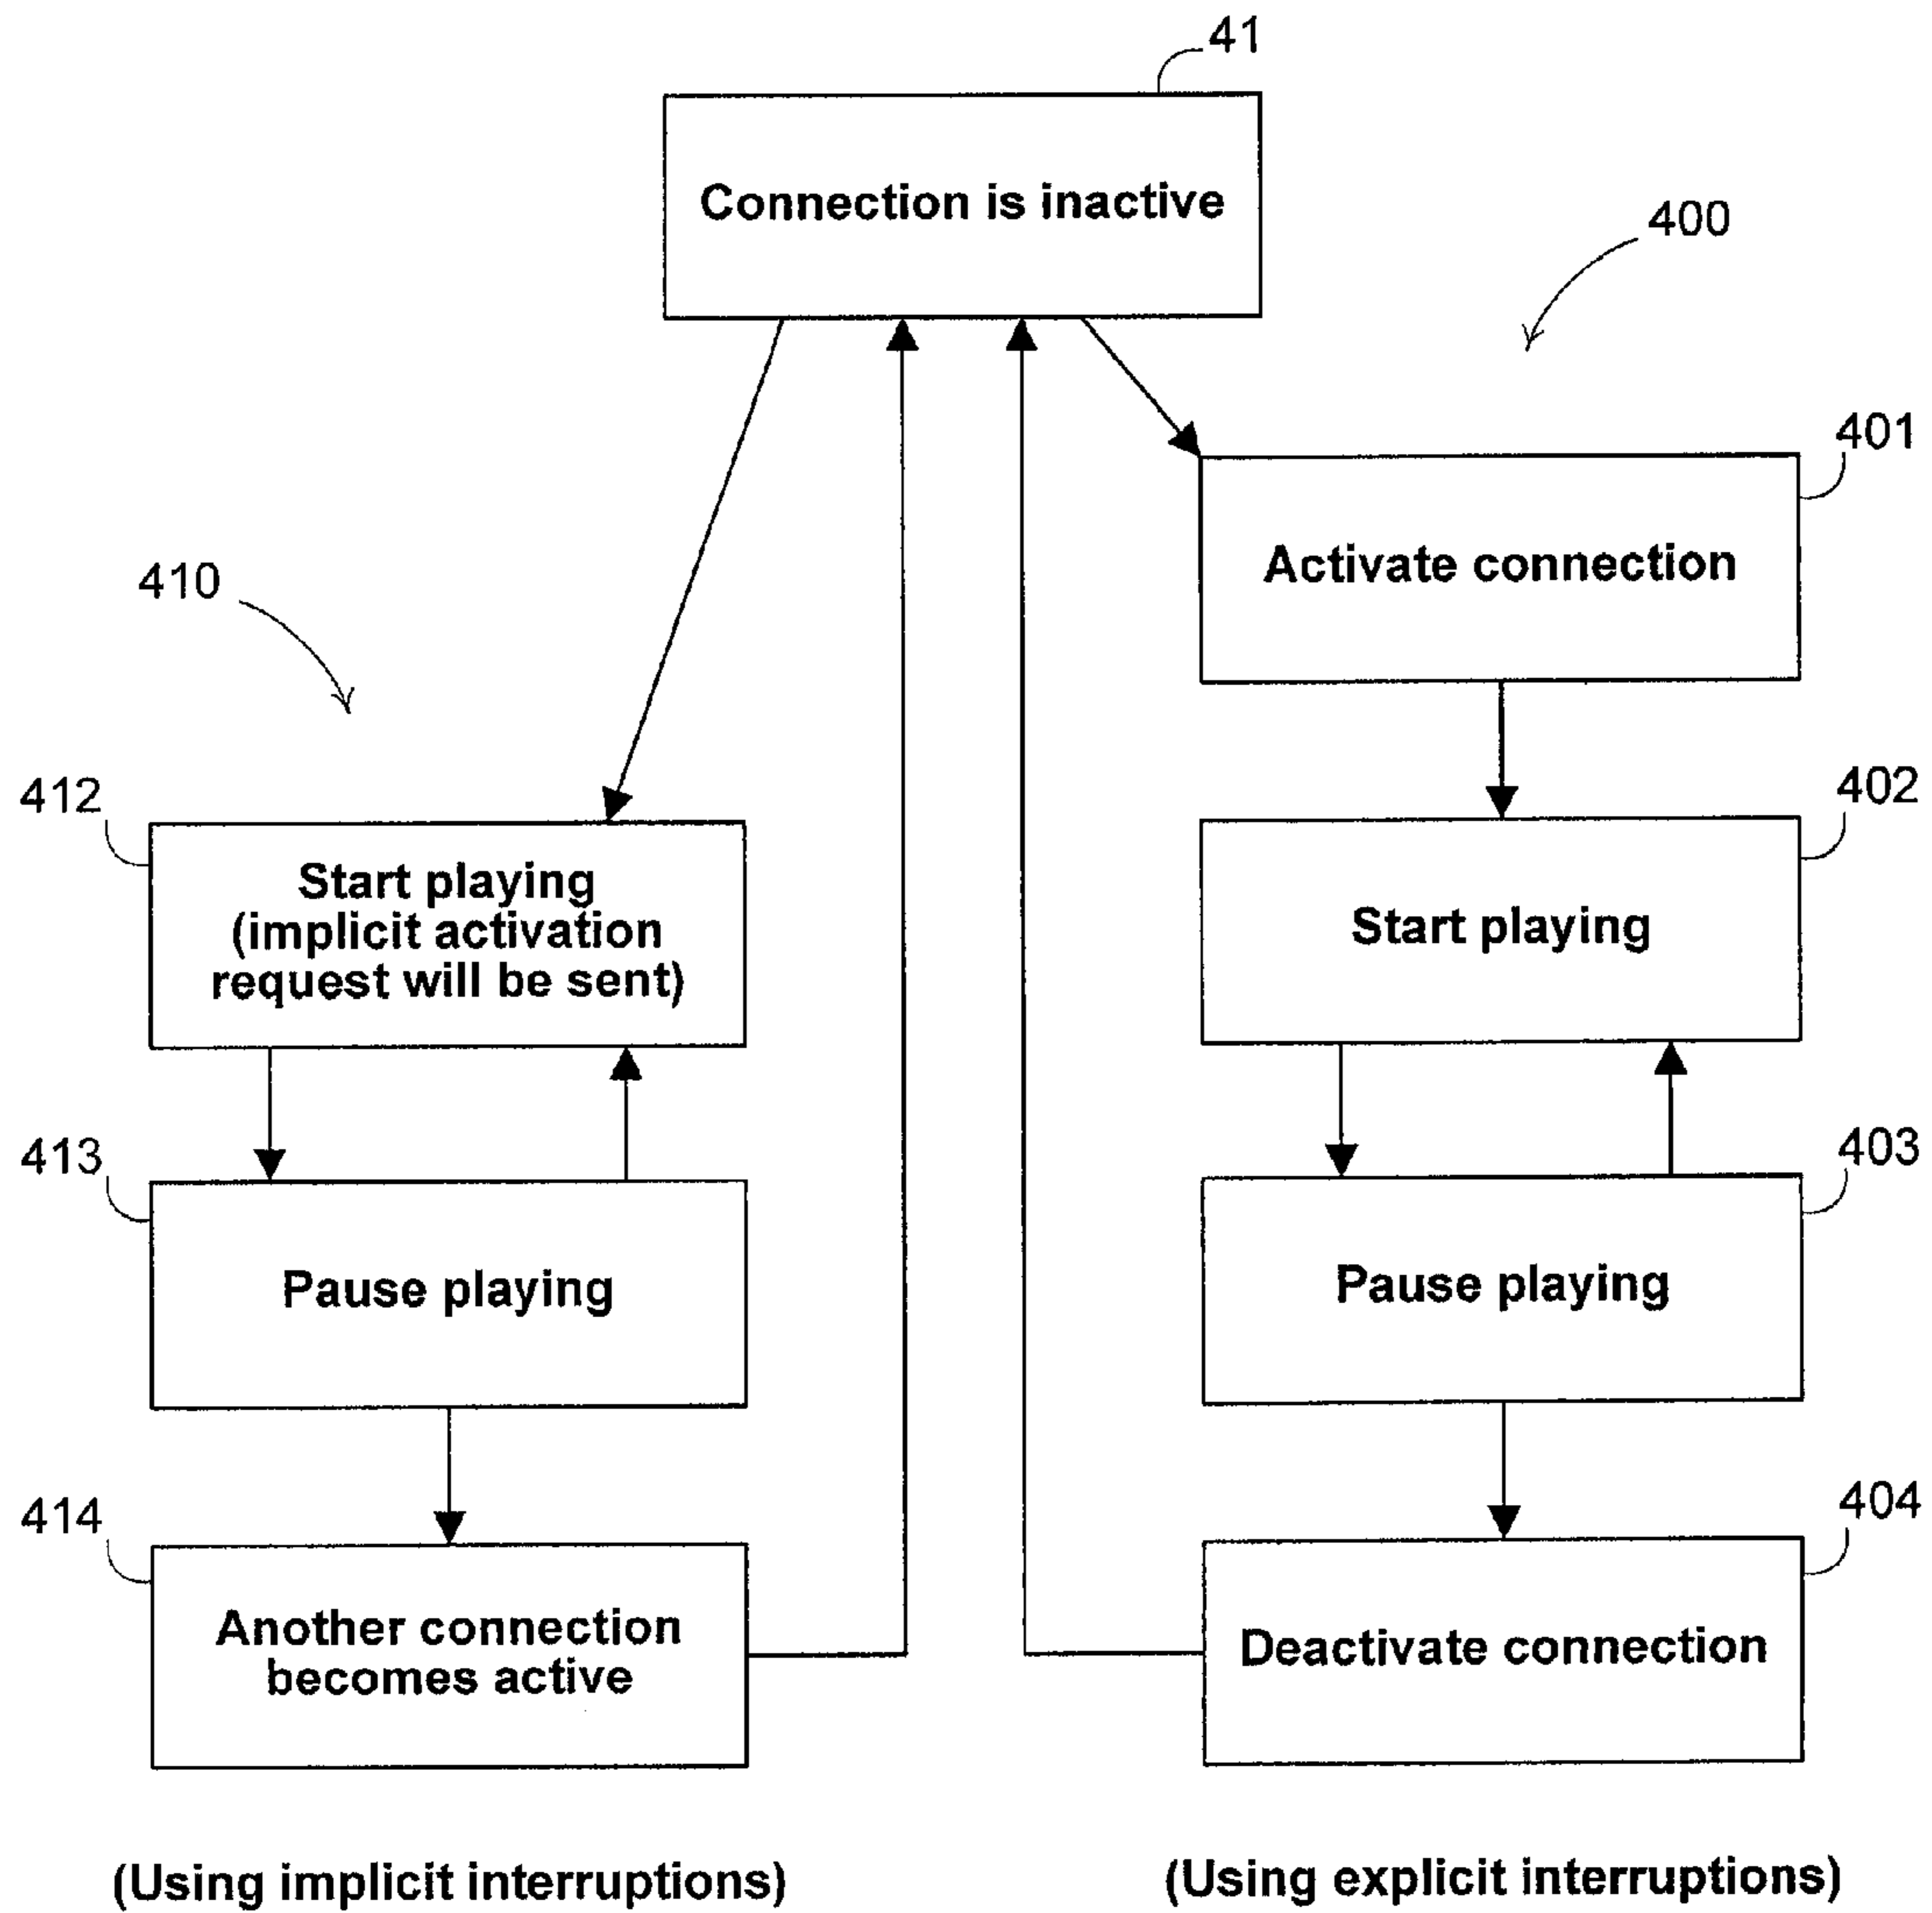 41
Connection is inactive
400
401
Activate connection
410
412
Start playing
(implicit activation
request will be sent)
402
Start playing
413
Pause playing
403
Pause playing
414
Another connection
becomes active
404
Deactivate connection
(Using implicit interruptions)
(Using explicit interruptions)